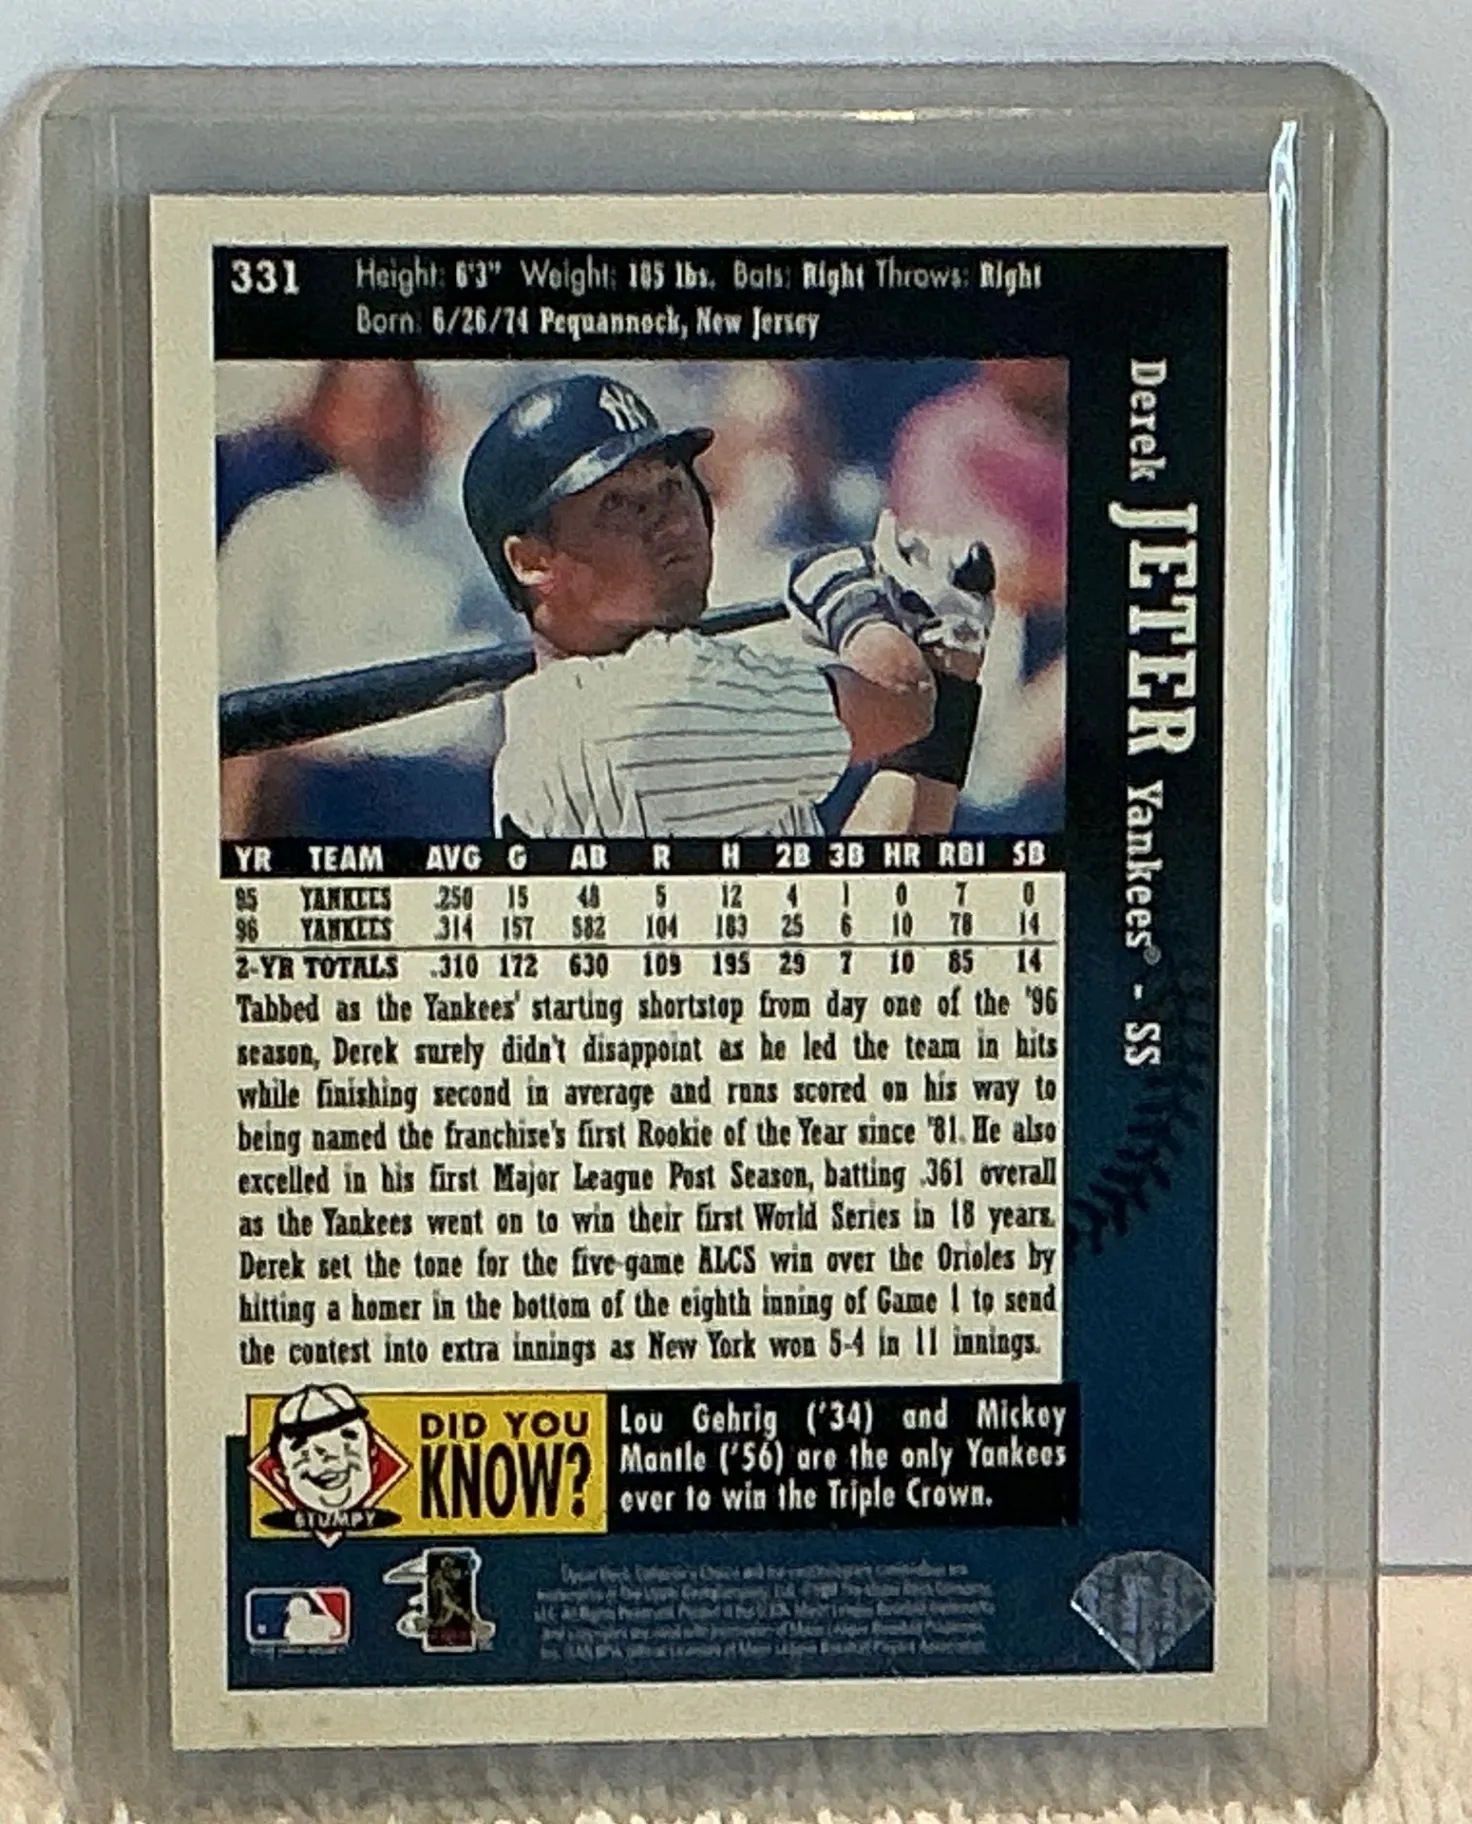 331 Height: 6'3" Weight: 185 lbs. Bats: Right Throws: Right
Born: 6/26/74 Pequannock, New Jersey
Derek JETER Yankees® - SS
NY
YR TEAM AVG G AB R H 2B 3B HR RBI SB
95 YANKEES .250 15 48 5 12 4 1 0 7 0
96 YANKEES .314 157 582 104 183 25 6 10 78 14
2-YR TOTALS .310 172 630 109 195 29 7 10 85 14
Tabbed as the Yankees' starting shortstop from day one of the '96
season, Derek surely didn't disappoint as he led the team in hits
while finishing second in average and runs scored on his way to
being named the franchise's first Rookie of the Year since '81. He also
excelled in his first Major League Post Season, batting .361 overall
as the Yankees went on to win their first World Series in 18 years.
Derek set the tone for the five-game ALCS win over the Orioles by
hitting a homer in the bottom of the eighth inning of Game 1 to send
the contest into extra innings as New York won 5-4 in 11 innings.
STUMPY
DID YOU
KNOW?
Lou Gehrig ('34) and Mickey
Mantle ('56) are the only Yankees
ever to win the Triple Crown.